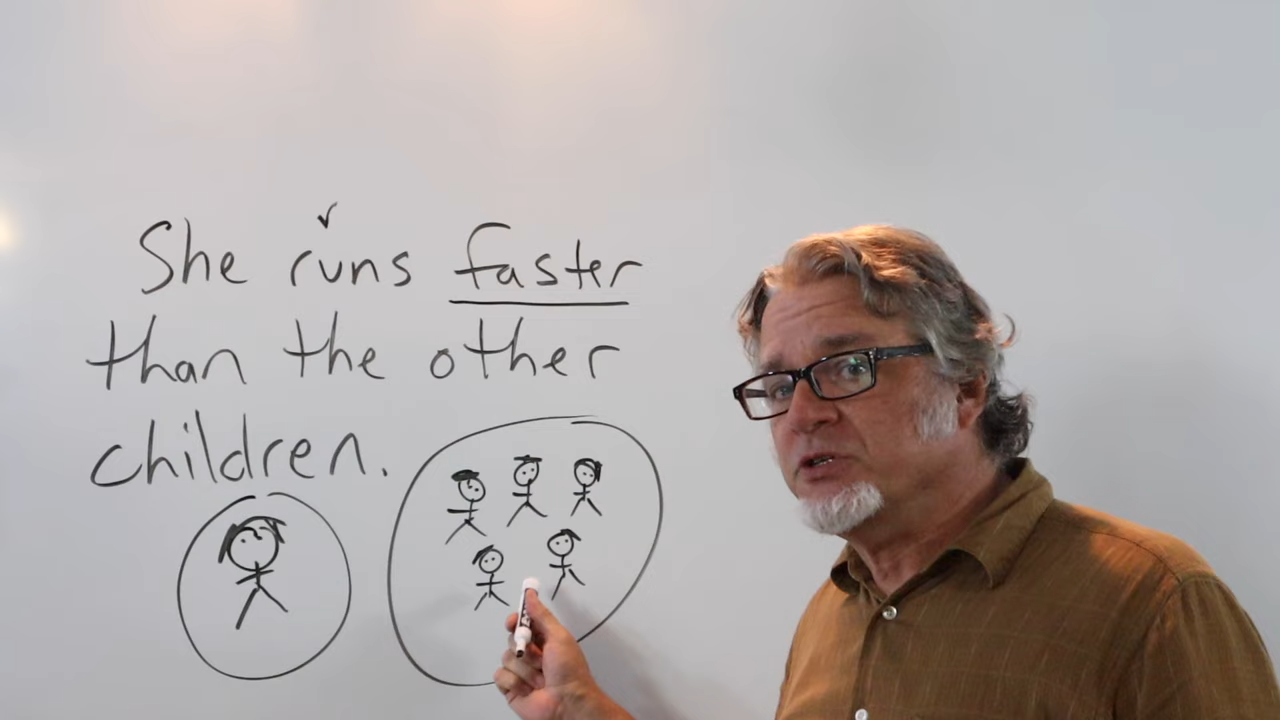 She runs faster
than the other
children.